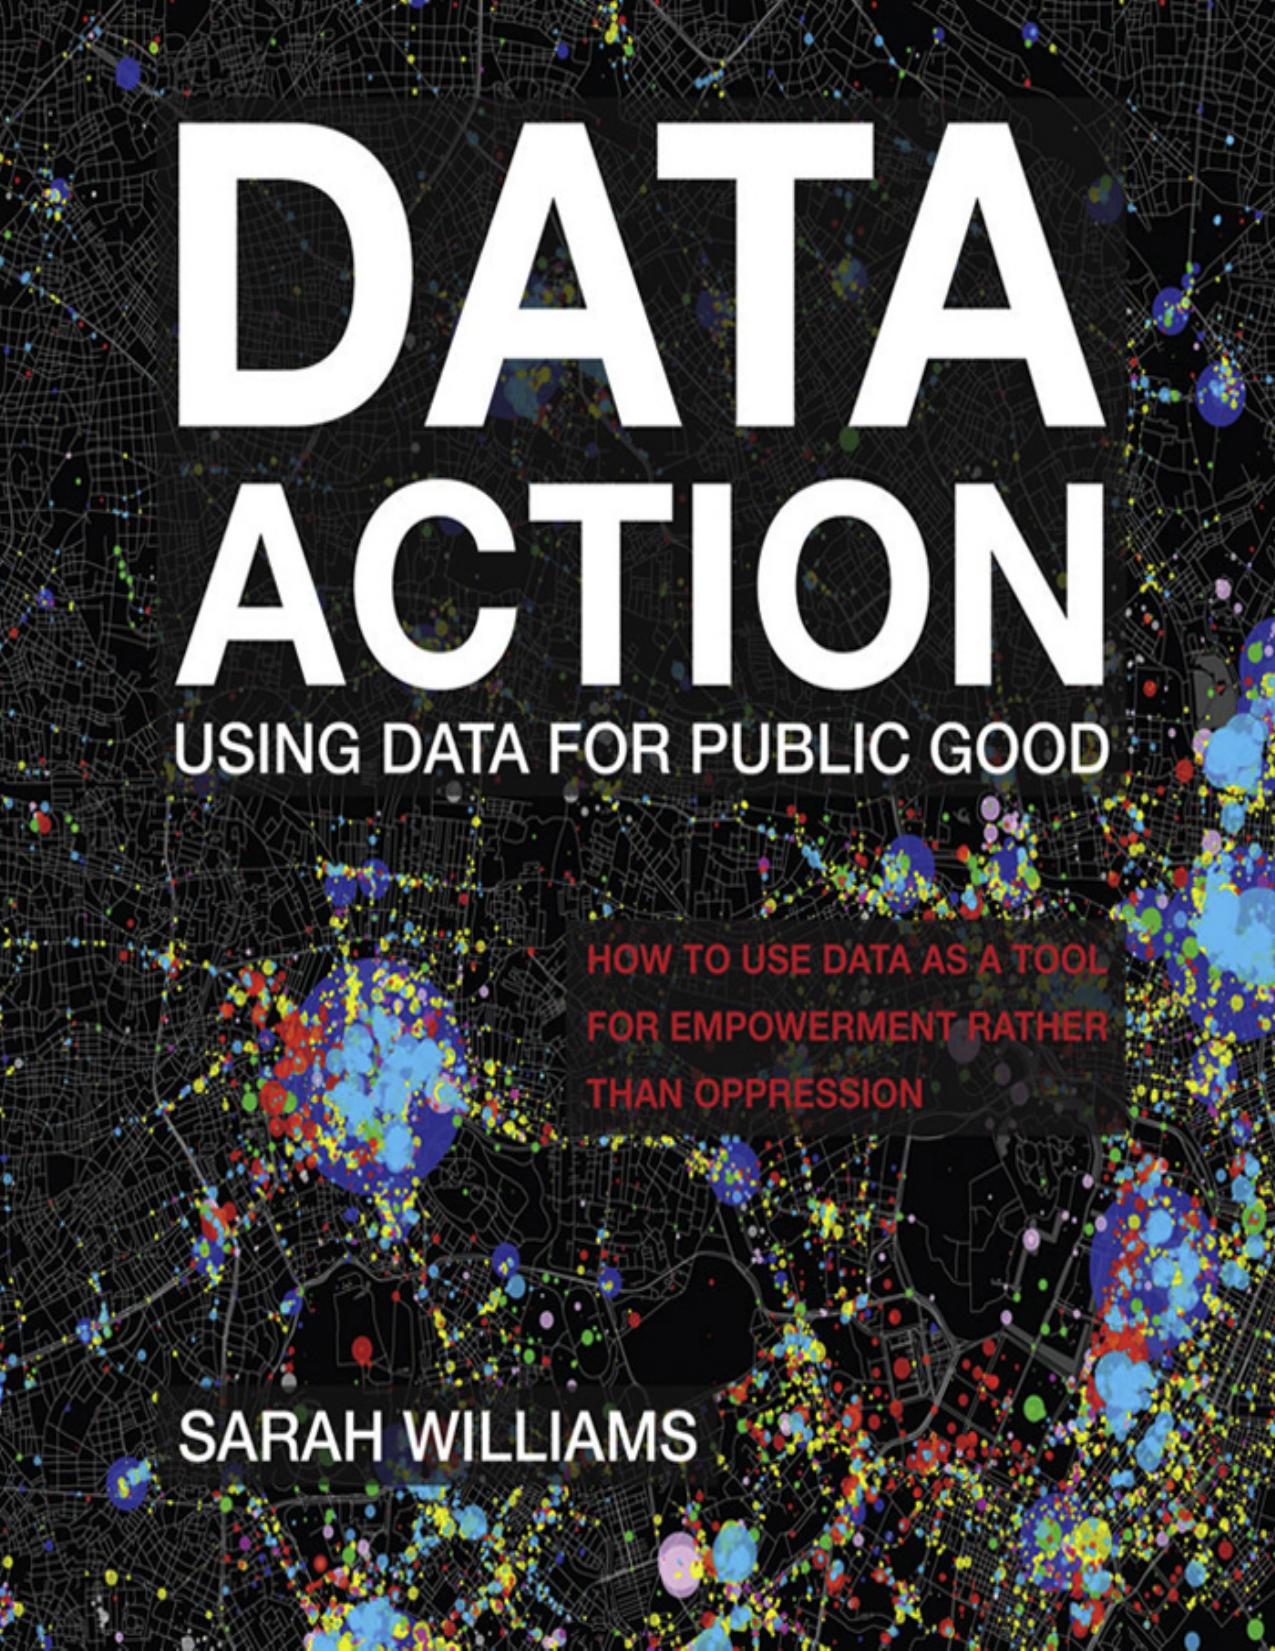 DATA
ACTION
USING DATA FOR PUBLIC GOOD
HOW TO USE DATA AS A TOOL
FOR EMPOWERMENT RATHER
THAN OPPRESSION
SARAH WILLIAMS